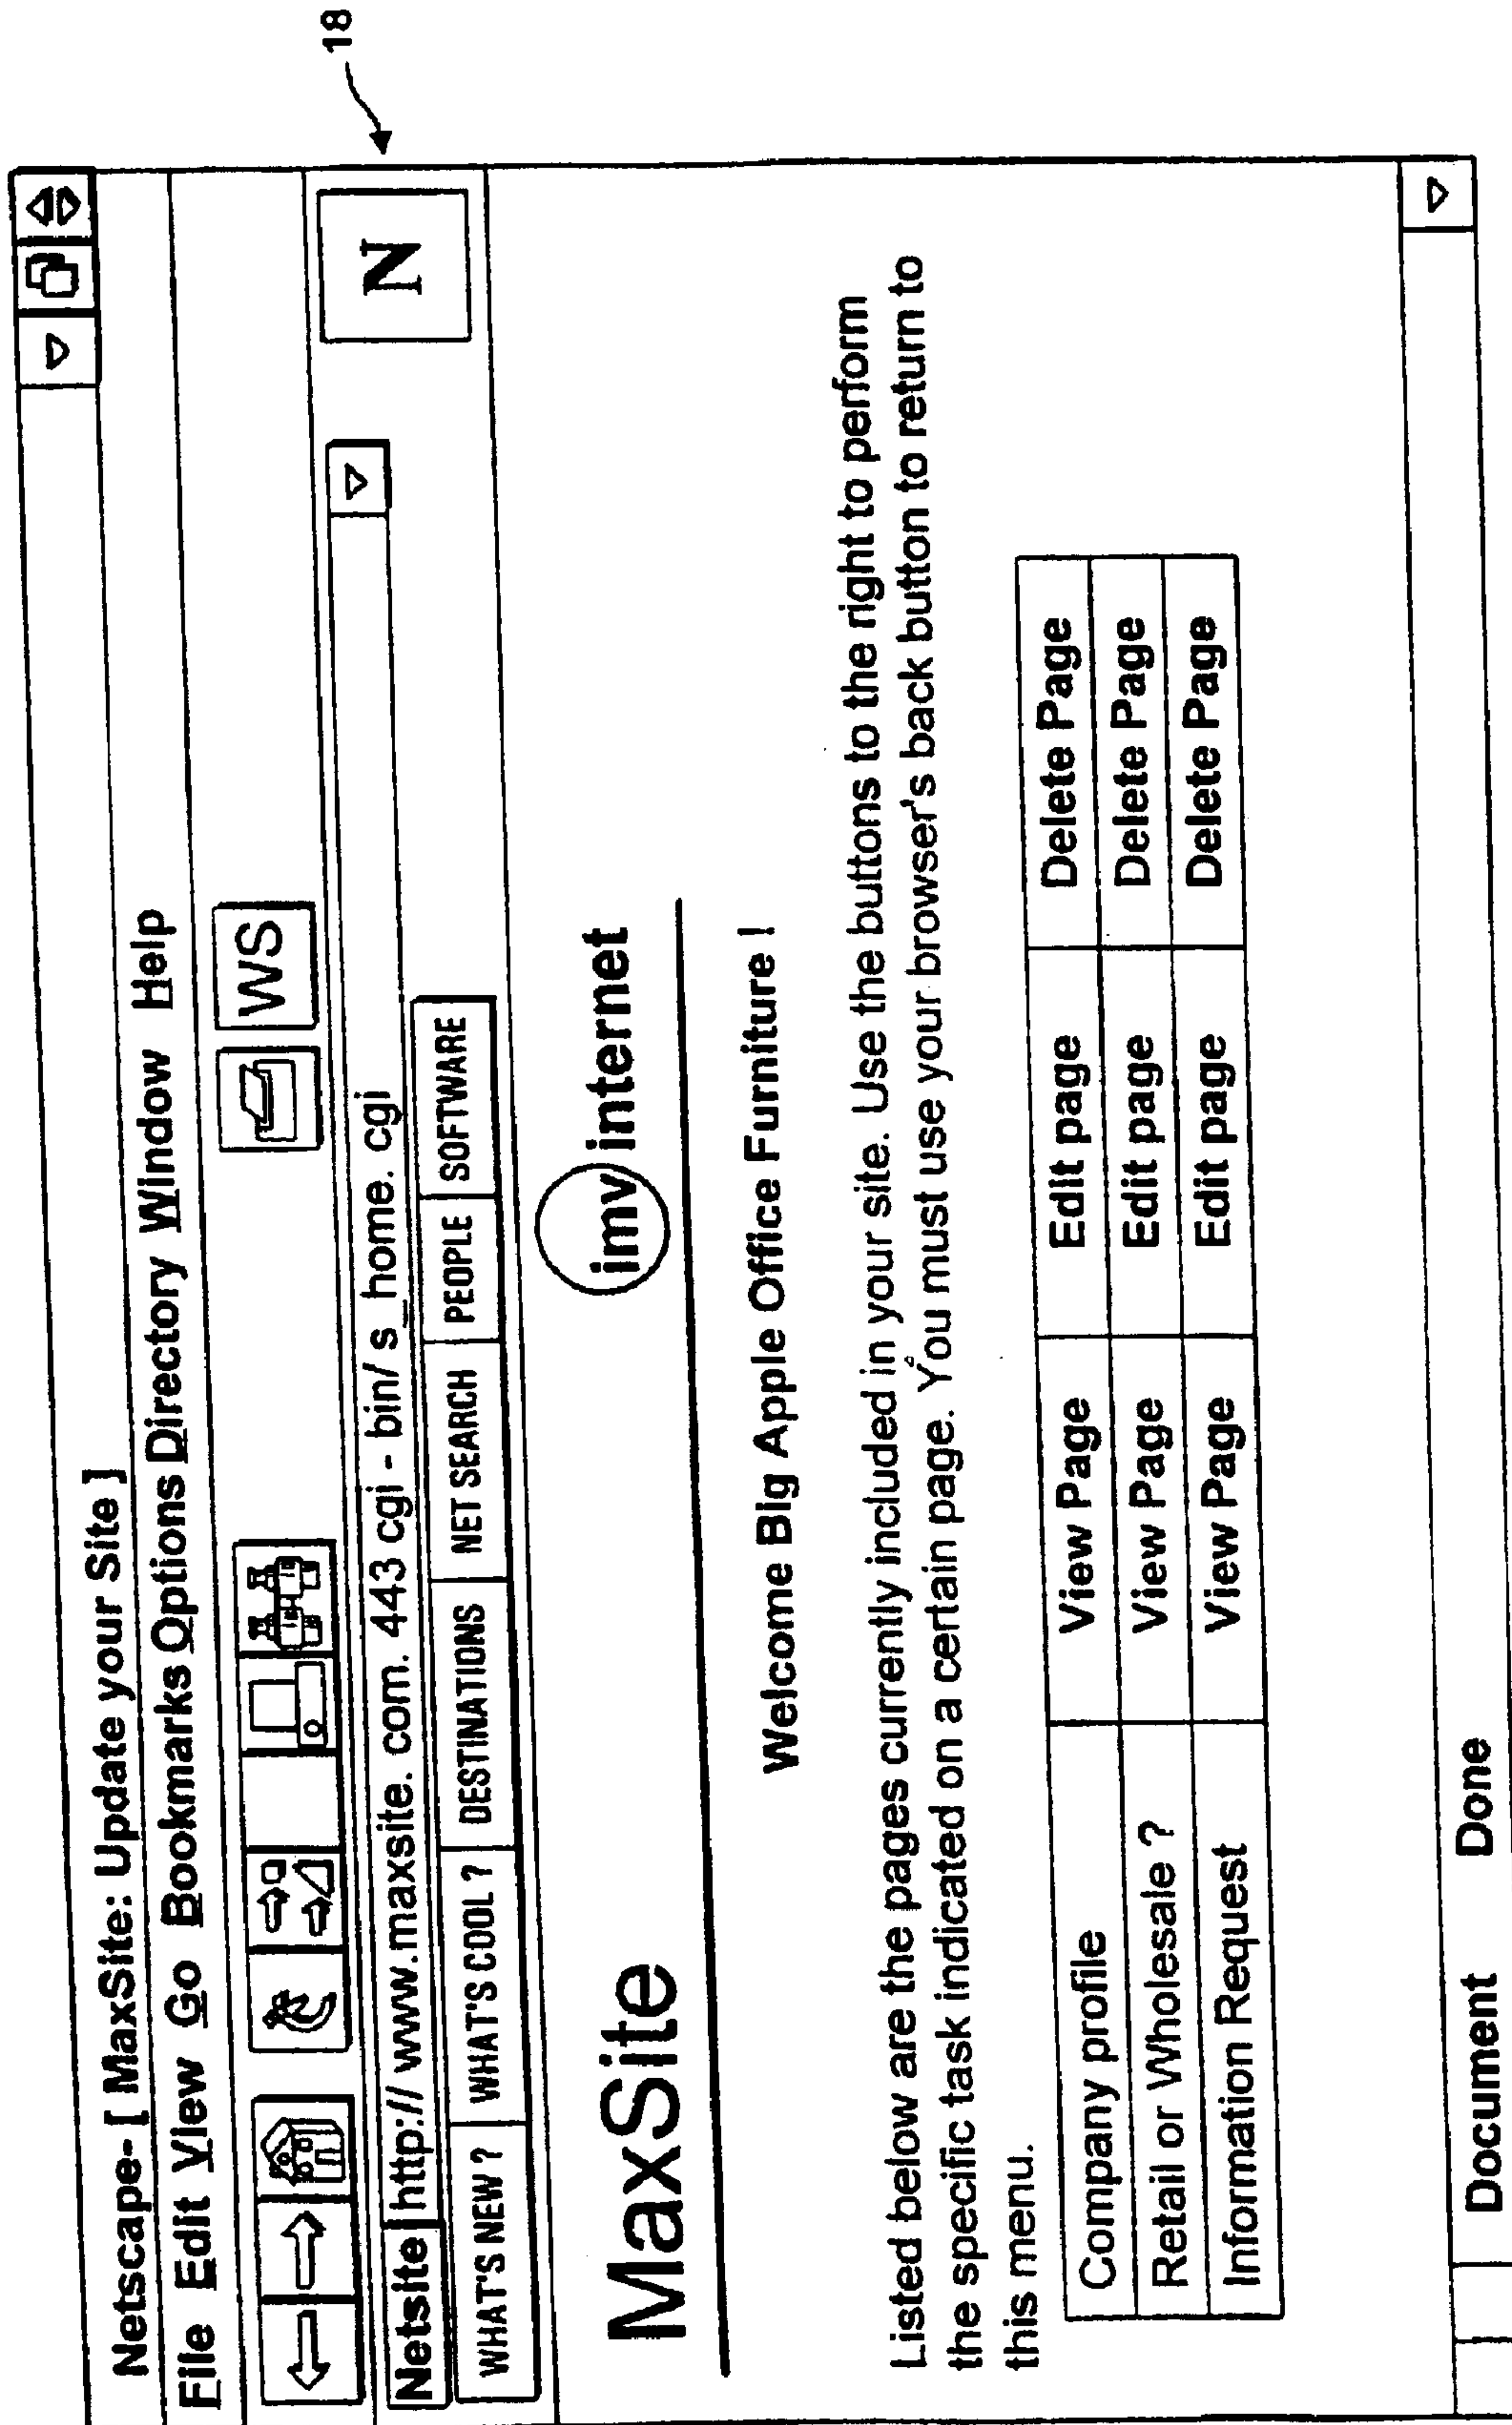 18
Netscape- [ MaxSite: Update your Site ]
File Edit View Go Bookmarks Options Directory Window Help
WS
Netsite http:// www.maxsite. com. 443 cgi - bin/ s_home. cgi
N
WHAT'S NEW ? WHAT'S COOL ? DESTINATIONS NET SEARCH PEOPLE SOFTWARE
MaxSite imv internet
Welcome Big Apple Office Furniture !
Listed below are the pages currently included in your site. Use the buttons to the right to perform
the specific task indicated on a certain page. You must use your browser's back button to return to
this menu.
Company profile View Page Edit page Delete Page
Retail or Wholesale ? View Page Edit page Delete Page
Information Request View Page Edit page Delete Page
Document Done